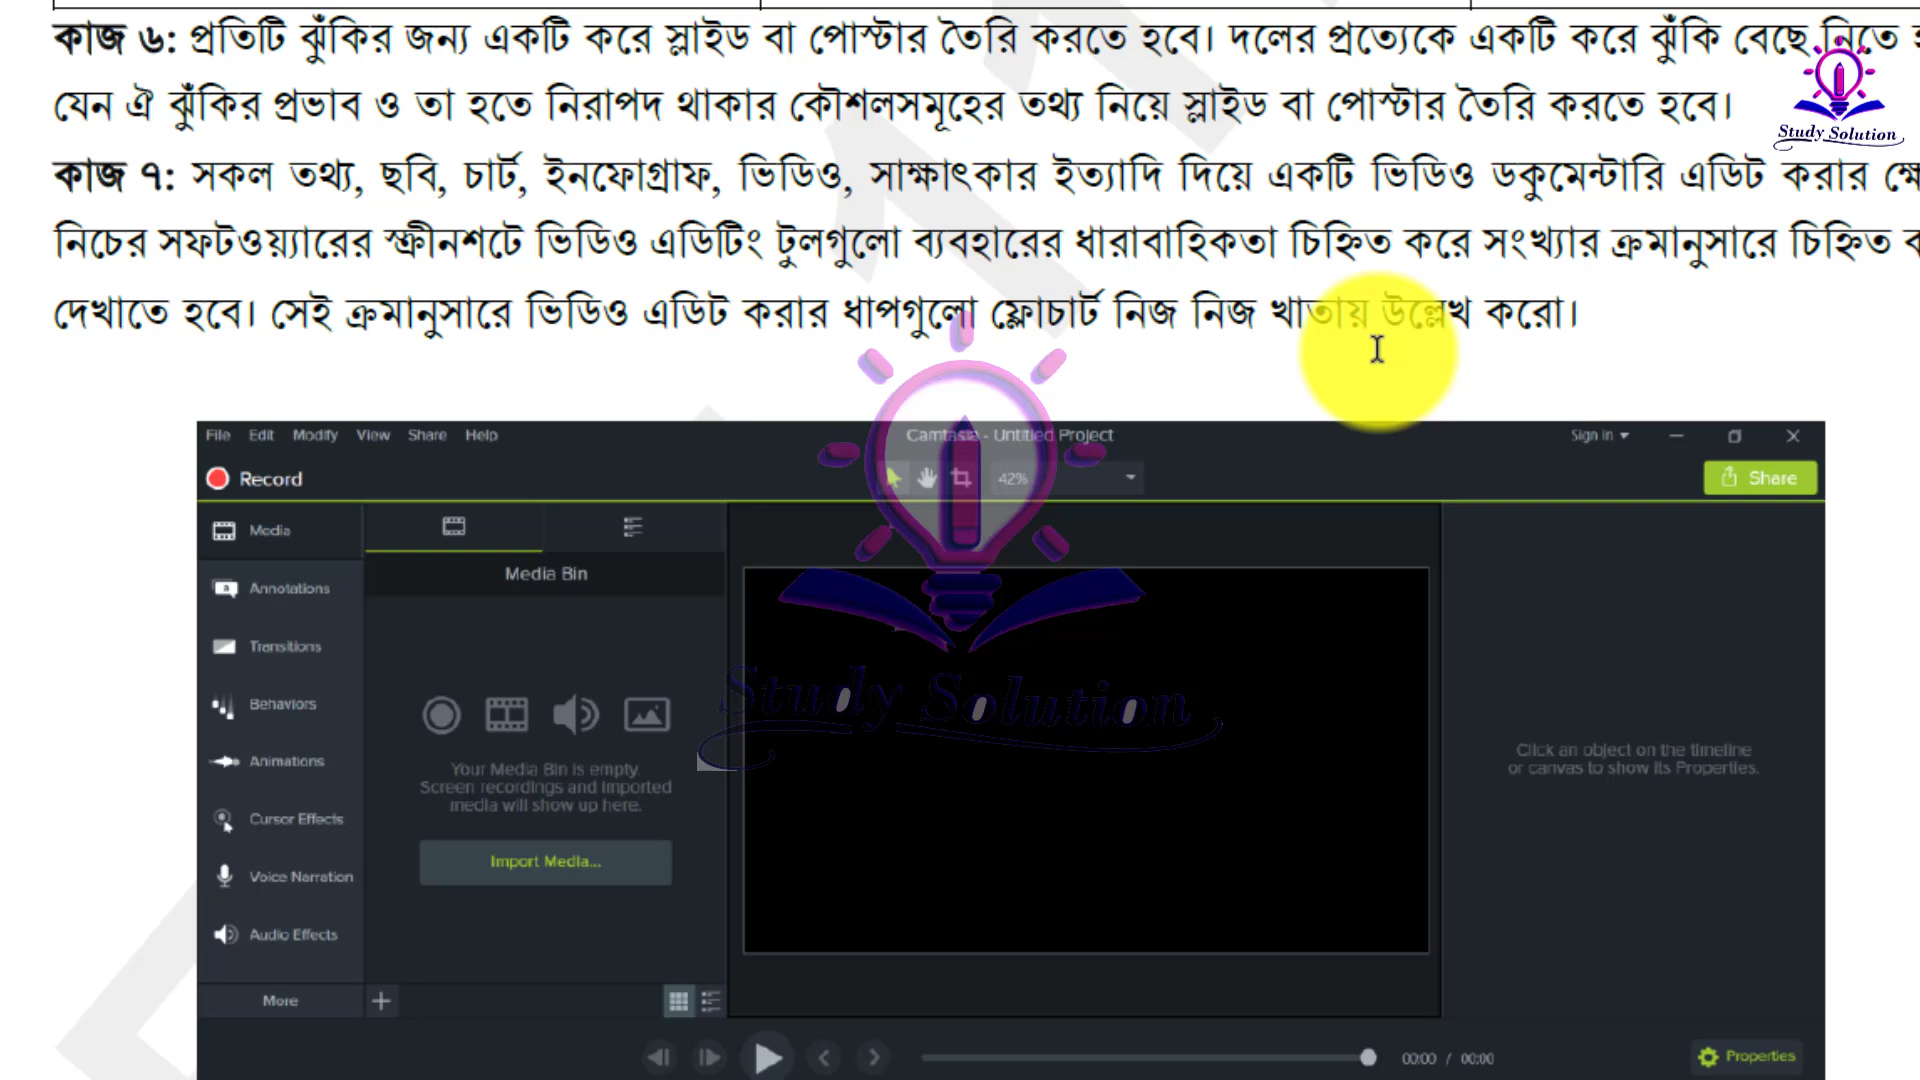 কাজ ৬: প্রতিটি ঝুঁকির জন্য একটি করে স্লাইড বা পোস্টার তৈরি করতে হবে। দলের প্রত্যেকে একটি করে ঝুঁকি বেছে নিতে
যেন ঐ ঝুঁকির প্রভাব ও তা হতে নিরাপদ থাকার কৌশলসমূহের তথ্য নিয়ে স্লাইড বা পোস্টার তৈরি করতে হবে।
Study Solution
কাজ ৭: সকল তথ্য, ছবি, চার্ট, ইনফোগ্রাফ, ভিডিও, সাক্ষাৎকার ইত্যাদি দিয়ে একটি ভিডিও ডকুমেন্টারি এডিট করার
নিচের সফটওয়্যারের স্ক্রীনশটে ভিডিও এডিটিং টুলগুলো ব্যবহারের ধারাবাহিকতা চিহ্নিত করে সংখ্যার ক্রমানুসারে চিহ্নিত
দেখাতে হবে। সেই ক্রমানুসারে ভিডিও এডিট করার ধাপগুলো ফ্লোচার্ট নিজ নিজ খাতায় উল্লেখ করো।
File Edit Modify View Share Help Camtasia - Untitled Project Sign in
Record 42% Share
Media
Media Bin
Annotations
Transitions
Behaviors
Study Solution
Animations
Your Media Bin is empty.
Screen recordings and imported
media will show up here.
Click an object on the timeline
or canvas to show its Properties.
Cursor Effects
Import Media...
Voice Narration
Audio Effects
More
00:00 / 00:00 Properties